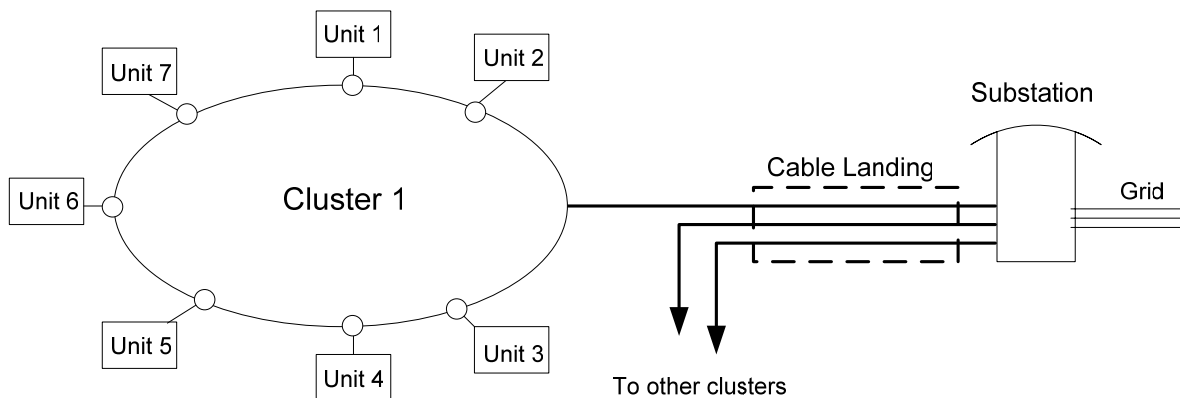 Unit 1
Unit 2
Unit 7
Substation
Cable Landing
Unit 6
Cluster 1
Grid
Unit 5
Unit 3
Unit 4
To other clusters